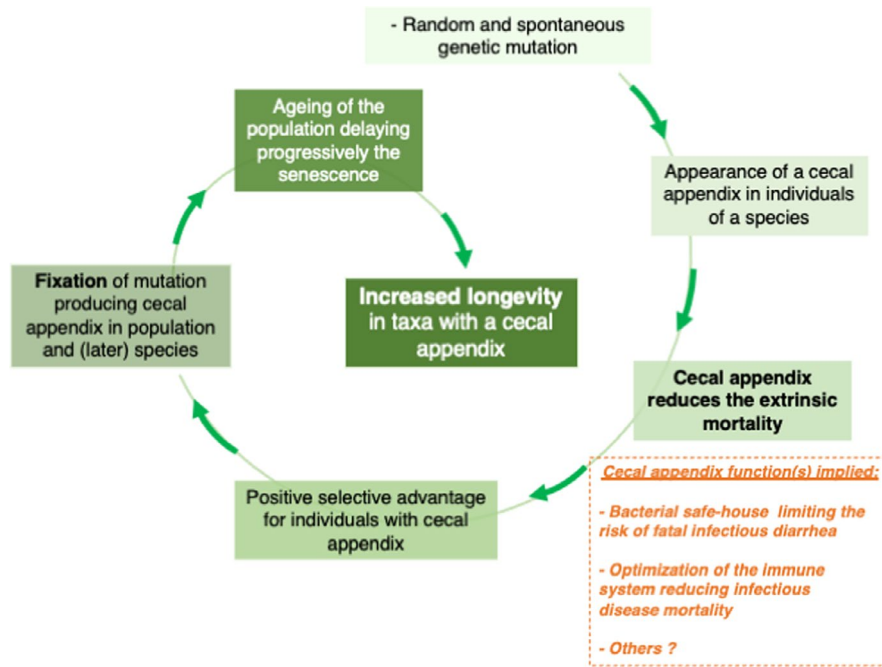 - Random and spontaneous
genetic mutation
Appearance of a cecal
appendix in individuals
of a species
Cecal appendix
reduces the extrinsic
mortality
Cecal appendix function(s) implied:
- Bacterial safe-house limiting the
risk of fatal infectious diarrhea
- Optimization of the immune
system reducing infectious
disease mortality
- Others ?
Positive selective advantage
for individuals with cecal
appendix
Fixation of mutation
producing cecal
appendix in population
and (later) species
Ageing of the
population delaying
progressively the
senescence
Increased longevity
in taxa with a cecal
appendix